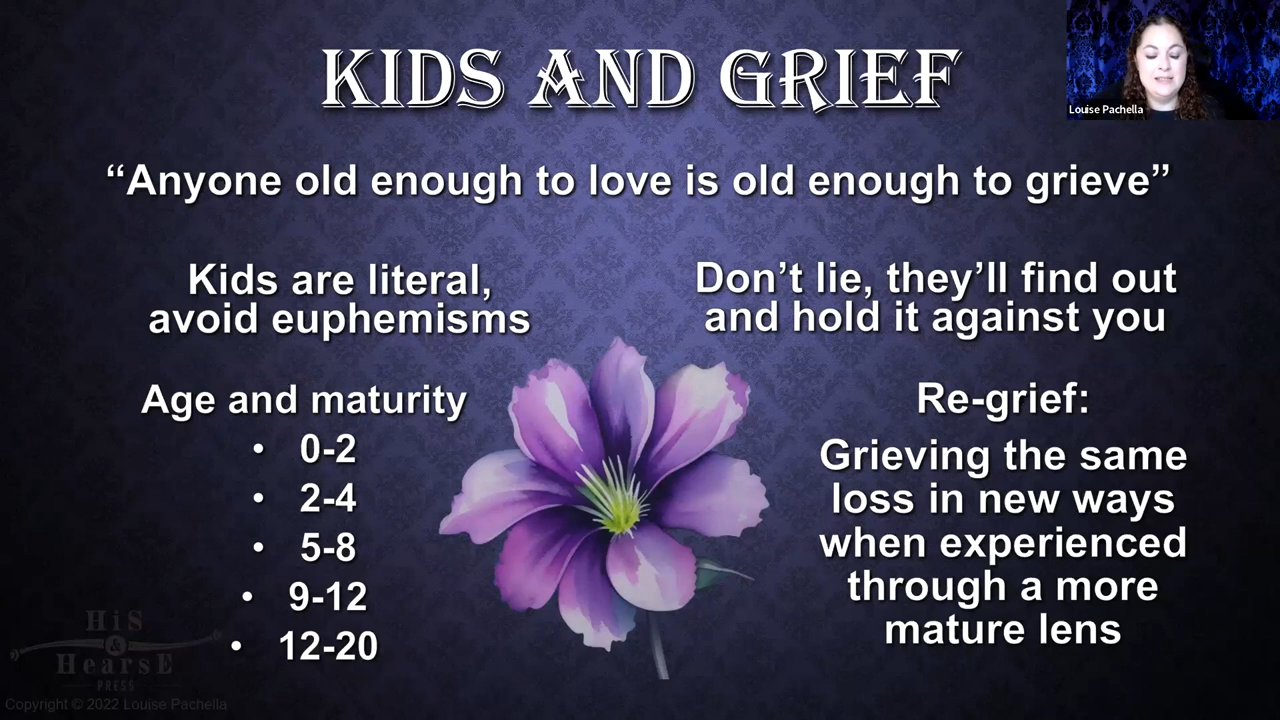 KIDS AND GRIEF
Louise Pachella
“Anyone old enough to love is old enough to grieve”
Kids are literal,
avoid euphemisms
Don’t lie, they’ll find out
and hold it against you
Age and maturity
• 0-2
• 2-4
• 5-8
• 9-12
• 12-20
Re-grief:
Grieving the same
loss in new ways
when experienced
through a more
mature lens
HiS
&
HearsE
PRESS
Copyright © 2022 Louise Pachella